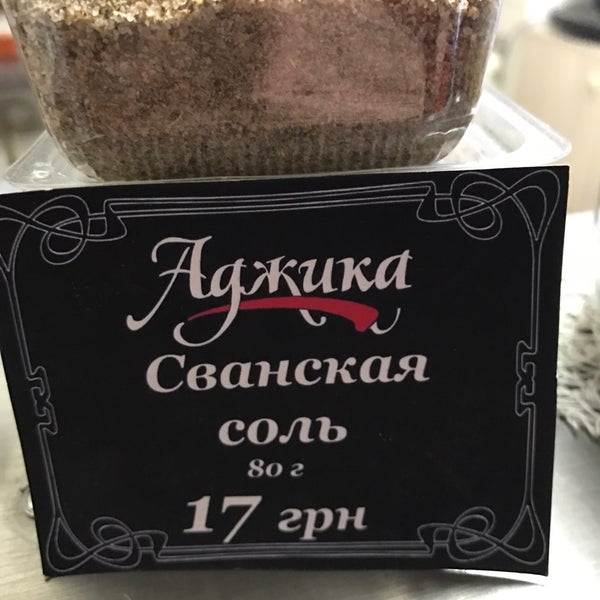 Аджика
Сванская
соль
80 г
17 грн